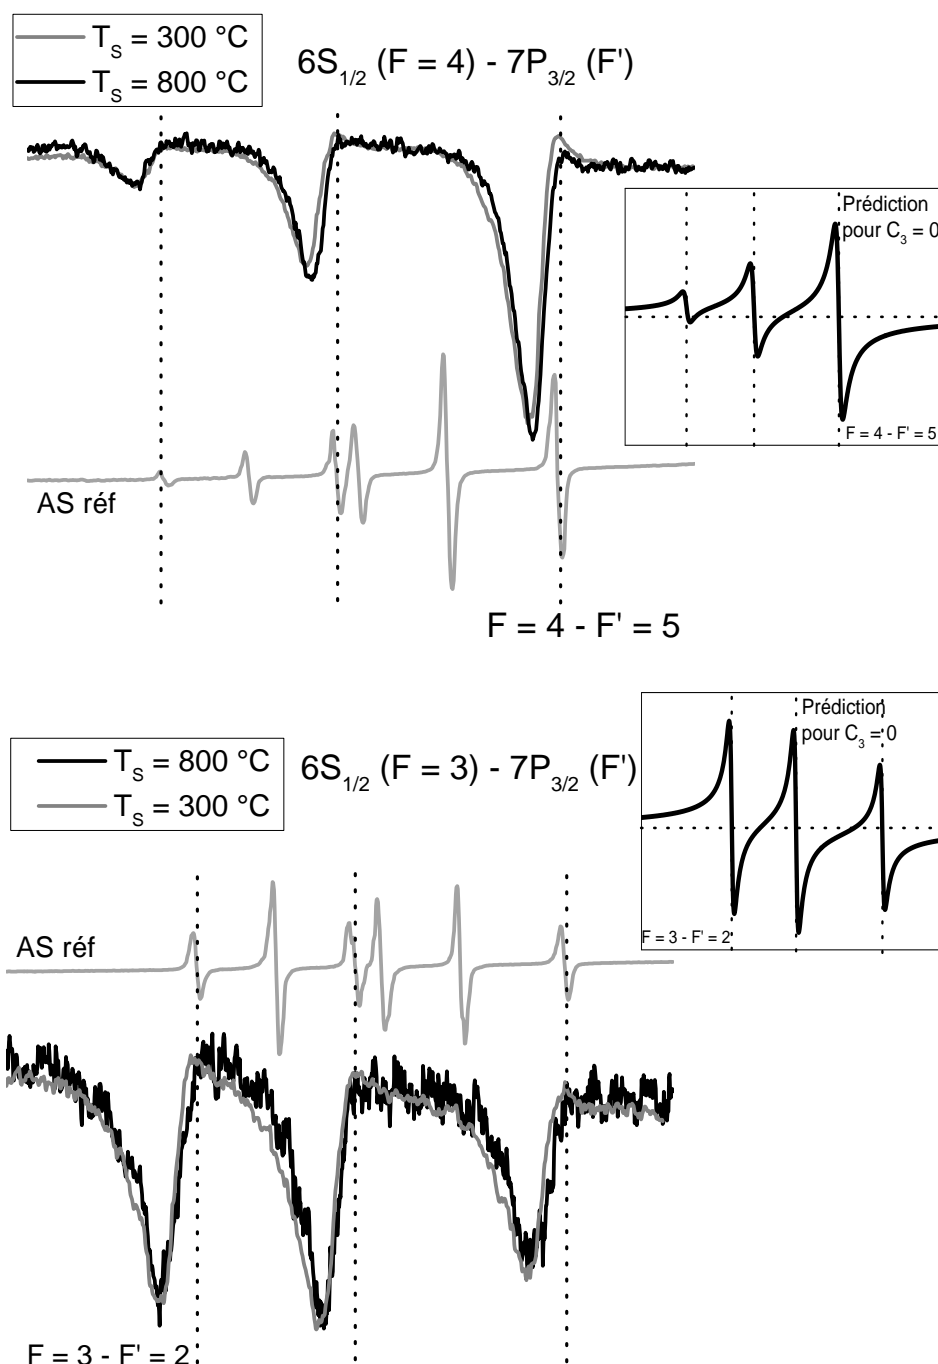 T_S = 300 °C
T_S = 800 °C
6S_1/2 (F = 4) - 7P_3/2 (F')
Prédiction
pour C_3 = 0
F = 4 - F' = 5
AS réf
F = 4 - F' = 5
Prédiction
pour C_3 = 0
T_S = 800 °C
T_S = 300 °C
6S_1/2 (F = 3) - 7P_3/2 (F')
F = 3 - F' = 2
AS réf
F = 3 - F' = 2